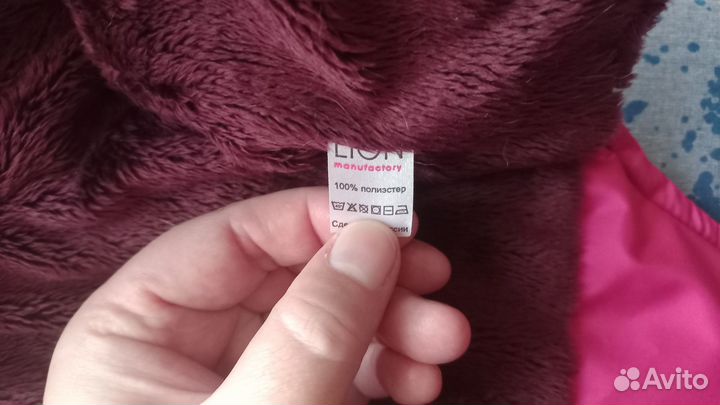 LION
manufactory
100% полиэстер
Avito